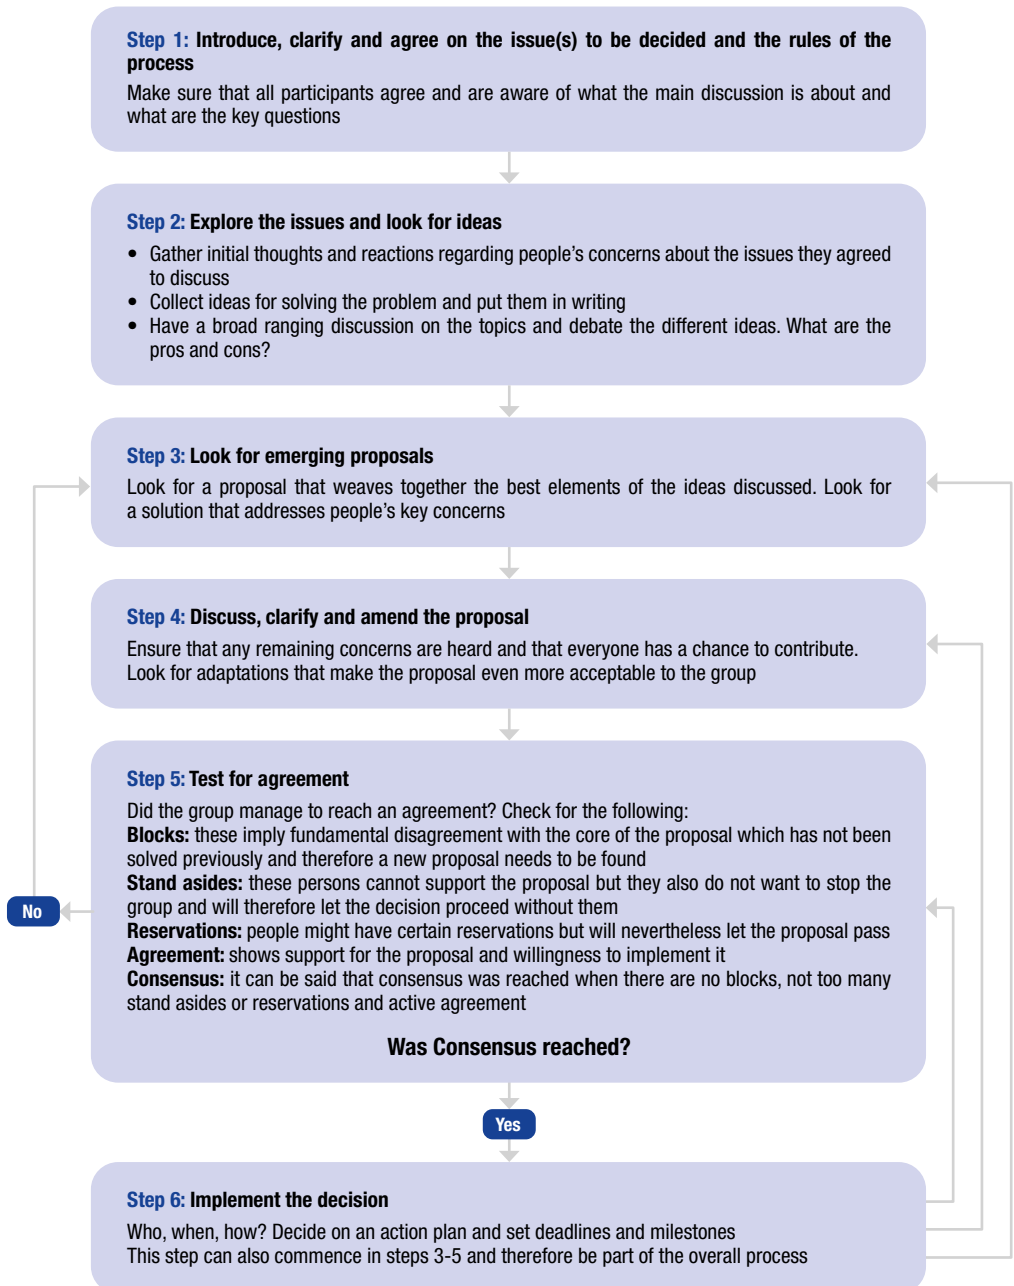 Step 1: Introduce, clarify and agree on the issue(s) to be decided and the rules of the
process
Make sure that all participants agree and are aware of what the main discussion is about and
what are the key questions
Step 2: Explore the issues and look for ideas
• Gather initial thoughts and reactions regarding people's concerns about the issues they agreed
to discuss
• Collect ideas for solving the problem and put them in writing
• Have a broad ranging discussion on the topics and debate the different ideas. What are the
pros and cons?
Step 3: Look for emerging proposals
Look for a proposal that weaves together the best elements of the ideas discussed. Look for
a solution that addresses people's key concerns
Step 4: Discuss, clarify and amend the proposal
Ensure that any remaining concerns are heard and that everyone has a chance to contribute.
Look for adaptations that make the proposal even more acceptable to the group
Step 5: Test for agreement
Did the group manage to reach an agreement? Check for the following:
Blocks: these imply fundamental disagreement with the core of the proposal which has not been
solved previously and therefore a new proposal needs to be found
Stand asides: these persons cannot support the proposal but they also do not want to stop the
group and will therefore let the decision proceed without them
Reservations: people might have certain reservations but will nevertheless let the proposal pass
Agreement: shows support for the proposal and willingness to implement it
Consensus: it can be said that consensus was reached when there are no blocks, not too many
stand asides or reservations and active agreement
Was Consensus reached?
No
Yes
Step 6: Implement the decision
Who, when, how? Decide on an action plan and set deadlines and milestones
This step can also commence in steps 3-5 and therefore be part of the overall process